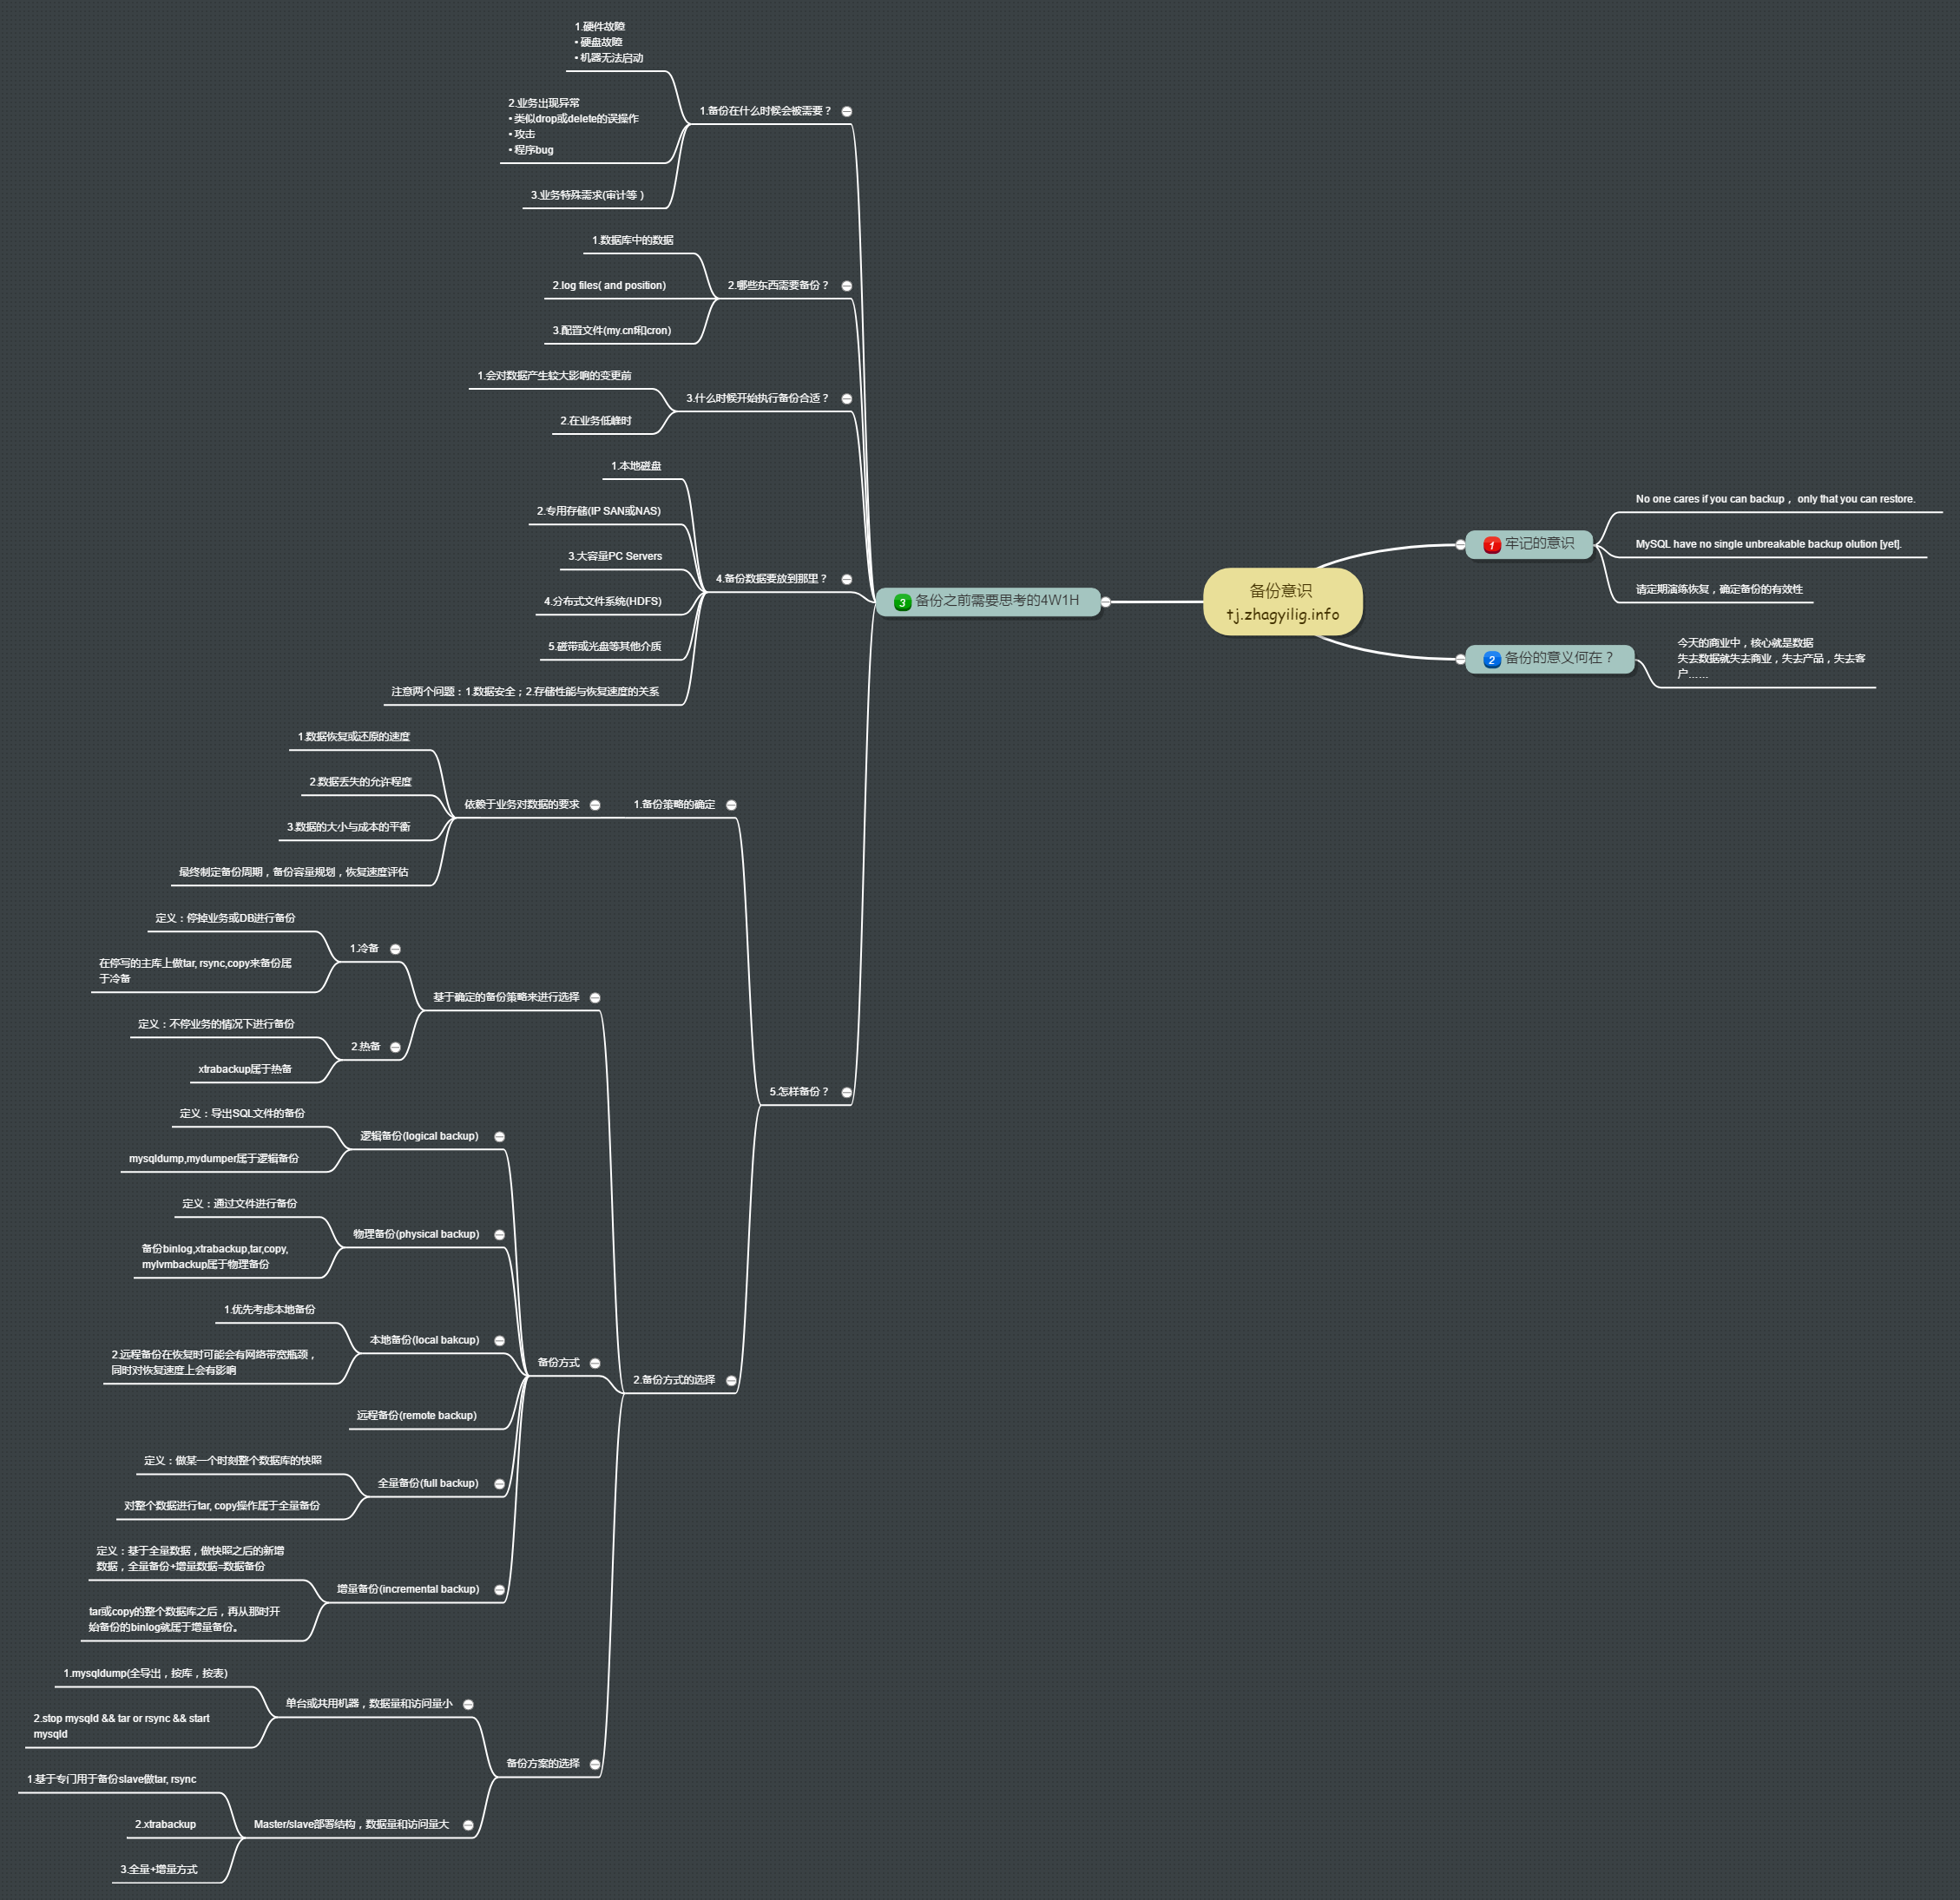 备份意识
tj.zhagyilig.info
1 牢记的意识
No one cares if you can backup， only that you can restore.
MySQL have no single unbreakable backup olution [yet].
请定期演练恢复，确定备份的有效性
2 备份的意义何在？
今天的商业中，核心就是数据
失去数据就失去商业，失去产品，失去客
户……
3 备份之前需要思考的4W1H
1.备份在什么时候会被需要？
1.硬件故障
• 硬盘故障
• 机器无法启动
2.业务出现异常
• 类似drop或delete的误操作
• 攻击
• 程序bug
3.业务特殊需求(审计等）
2.哪些东西需要备份？
1.数据库中的数据
2.log files( and position)
3.配置文件(my.cnf和cron)
3.什么时候开始执行备份合适？
1.会对数据产生较大影响的变更前
2.在业务低峰时
4.备份数据要放到那里？
1.本地磁盘
2.专用存储(IP SAN或NAS)
3.大容量PC Servers
4.分布式文件系统(HDFS)
5.磁带或光盘等其他介质
注意两个问题：1.数据安全；2.存储性能与恢复速度的关系
5.怎样备份？
1.备份策略的确定
依赖于业务对数据的要求
1.数据恢复或还原的速度
2.数据丢失的允许程度
3.数据的大小与成本的平衡
最终制定备份周期，备份容量规划，恢复速度评估
2.备份方式的选择
基于确定的备份策略来进行选择
1.冷备
定义：停掉业务或DB进行备份
在停写的主库上做tar, rsync,copy来备份属
于冷备
2.热备
定义：不停业务的情况下进行备份
xtrabackup属于热备
备份方式
逻辑备份(logical backup)
定义：导出SQL文件的备份
mysqldump,mydumper属于逻辑备份
物理备份(physical backup)
定义：通过文件进行备份
备份binlog,xtrabackup,tar,copy,
mylvmbackup属于物理备份
本地备份(local bakcup)
1.优先考虑本地备份
2.远程备份在恢复时可能会有网络带宽瓶颈，
同时对恢复速度上会有影响
远程备份(remote backup)
全量备份(full backup)
定义：做某一个时刻整个数据库的快照
对整个数据进行tar, copy操作属于全量备份
增量备份(incremental backup)
定义：基于全量数据，做快照之后的新增
数据，全量备份+增量数据=数据备份
tar或copy的整个数据库之后，再从那时开
始备份的binlog就属于增量备份。
备份方案的选择
单台或共用机器，数据量和访问量小
1.mysqldump(全导出，按库，按表)
2.stop mysqld && tar or rsync && start
mysqld
Master/slave部署结构，数据量和访问量大
1.基于专门用于备份slave做tar, rsync
2.xtrabackup
3.全量+增量方式